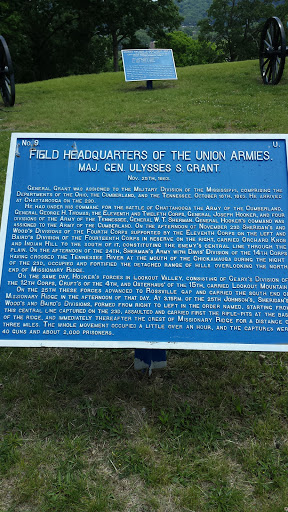 No. 9 U.
FIELD HEADQUARTERS OF THE UNION ARMIES.
MAJ. GEN. ULYSSES S. GRANT
NOV. 25TH, 1863.
GENERAL GRANT WAS ASSIGNED TO THE MILITARY DIVISION OF THE MISSISSIPPI, COMPRISING THE
DEPARTMENTS OF THE OHIO, THE CUMBERLAND, AND THE TENNESSEE, OCTOBER 16TH, 1863. HE ARRIVED
AT CHATTANOOGA ON THE 23D.
HE HAD UNDER HIS COMMAND FOR THE BATTLE OF CHATTANOOGA THE ARMY OF THE CUMBERLAND,
GENERAL GEORGE H. THOMAS, THE ELEVENTH AND TWELFTH CORPS, GENERAL JOSEPH HOOKER, AND FOUR
DIVISIONS OF THE ARMY OF THE TENNESSEE, GENERAL W. T. SHERMAN. GENERAL HOOKER'S COMMAND WAS
ASSIGNED TO THE ARMY OF THE CUMBERLAND. ON THE AFTERNOON OF NOVEMBER 23D SHERIDAN'S AND
WOOD'S DIVISIONS OF THE FOURTH CORPS SUPPORTED BY THE ELEVENTH CORPS ON THE LEFT AND
BAIRD'S DIVISION OF THE FOURTEENTH CORPS IN RESERVE ON THE RIGHT, CARRIED ORCHARD KNOB
AND INDIAN HILL TO THE SOUTH OF IT, CONSTITUTING THE ENEMY'S CENTRAL LINE THROUGH THE
PLAIN. ON THE AFTERNOON OF THE 24TH, SHERMAN'S ARMY WITH DAVIS' DIVISION OF THE 14TH CORPS
HAVING CROSSED THE TENNESSEE RIVER AT THE MOUTH OF THE CHICKAMAUGA DURING THE NIGHT
OF THE 23D, OCCUPIED AND FORTIFIED THE DETACHED RANGE OF HILLS OVERLOOKING THE NORTH
END OF MISSIONARY RIDGE.
ON THE SAME DAY, HOOKER'S FORCES IN LOOKOUT VALLEY, CONSISTING OF GEARY'S DIVISION OF
THE 12TH CORPS, CRUFT'S OF THE 4TH, AND OSTERHAUS' OF THE 15TH, CARRIED LOOKOUT MOUNTAIN.
ON THE 25TH THESE FORCES ADVANCED TO ROSSVILLE GAP AND CARRIED THE SOUTH END OF
MISSIONARY RIDGE IN THE AFTERNOON OF THAT DAY. AT 3:15PM. OF THE 25TH JOHNSON'S, SHERIDAN'S,
WOOD'S AND BAIRD'S DIVISIONS, FORMED FROM RIGHT TO LEFT IN THE ORDER NAMED, STARTING FROM
THIS CENTRAL LINE CAPTURED ON THE 23D, ASSAULTED AND CARRIED FIRST THE RIFLE-PITS AT THE BASE
OF THE RIDGE, AND IMMEDIATELY THEREAFTER THE CREST OF MISSIONARY RIDGE FOR A DISTANCE OF
THREE MILES. THE WHOLE MOVEMENT OCCUPIED A LITTLE OVER AN HOUR, AND THE CAPTURES WERE
40 GUNS AND ABOUT 2,000 PRISONERS.